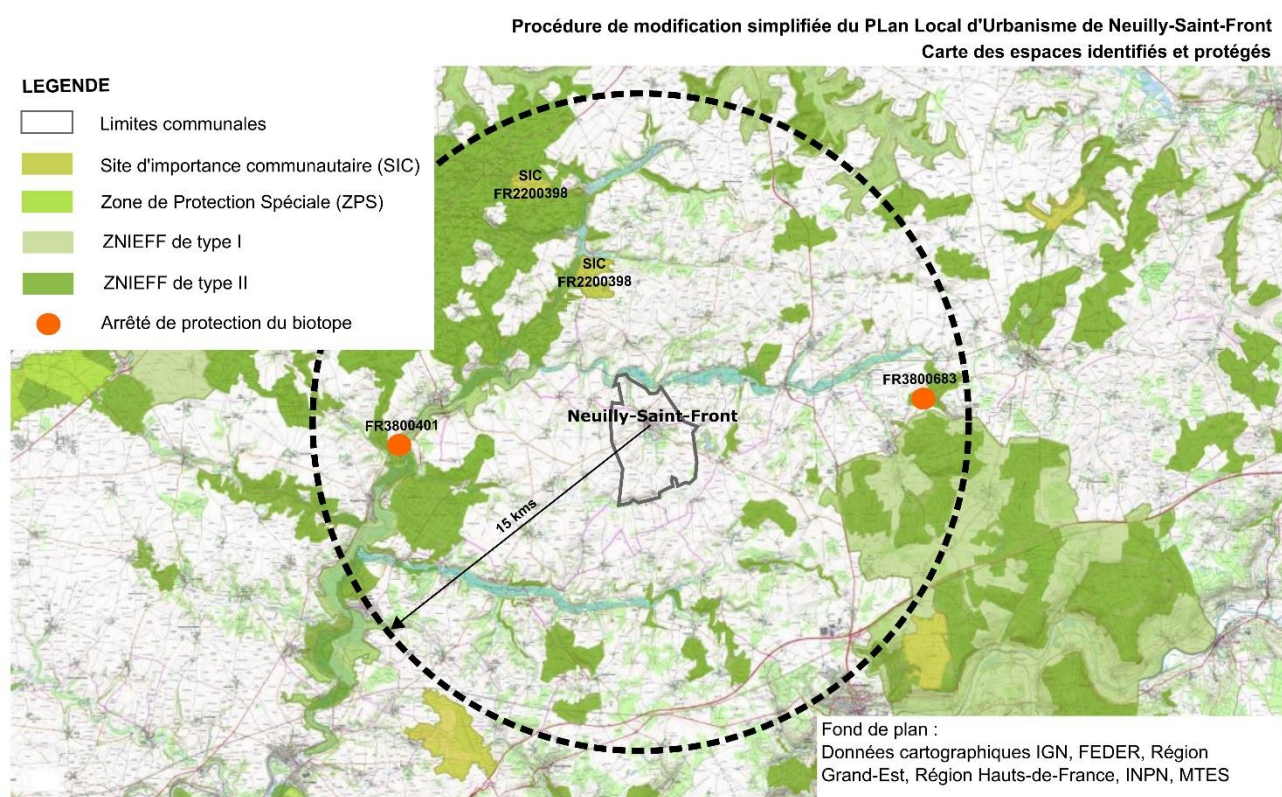 Procédure de modification simplifiée du PLan Local d'Urbanisme de Neuilly-Saint-Front
Carte des espaces identifiés et protégés
LEGENDE
Limites communales
Site d'importance communautaire (SIC)
Zone de Protection Spéciale (ZPS)
ZNIEFF de type I
ZNIEFF de type II
Arrêté de protection du biotope
SIC
FR2200398
SIC
FR2200398
FR3800683
Neuilly-Saint-Front
FR3800401
15 kms
Fond de plan :
Données cartographiques IGN, FEDER, Région
Grand-Est, Région Hauts-de-France, INPN, MTES